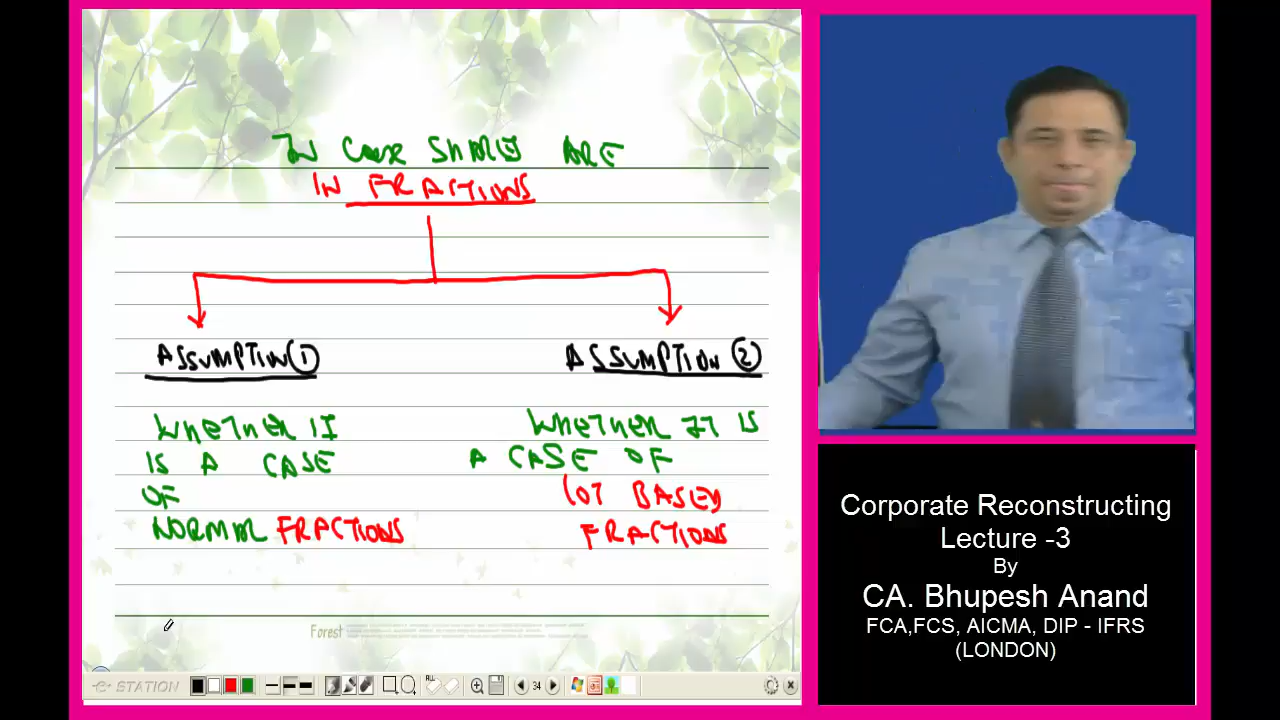 IN CASE SHARES ARE
IN FRACTIONS
ASSUMPTION (1)
ASSUMPTION (2)
WHETHER IT
IS A CASE
OF
NORMAL FRACTIONS
WHETHER IT IS
A CASE OF
LOT BASED
FRACTIONS
Forest
e-STATION
34
Corporate Reconstructing
Lecture -3
By
CA. Bhupesh Anand
FCA,FCS, AICMA, DIP - IFRS
(LONDON)